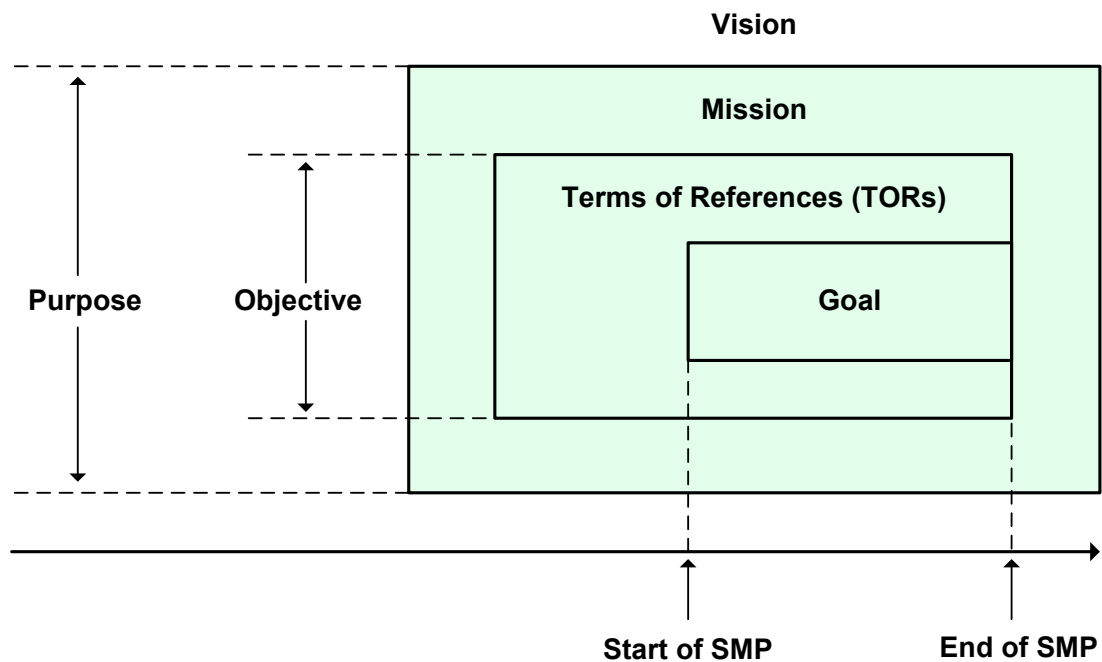 Vision
Mission
Terms of References (TORs)
Purpose
Objective
Goal
Start of SMP
End of SMP